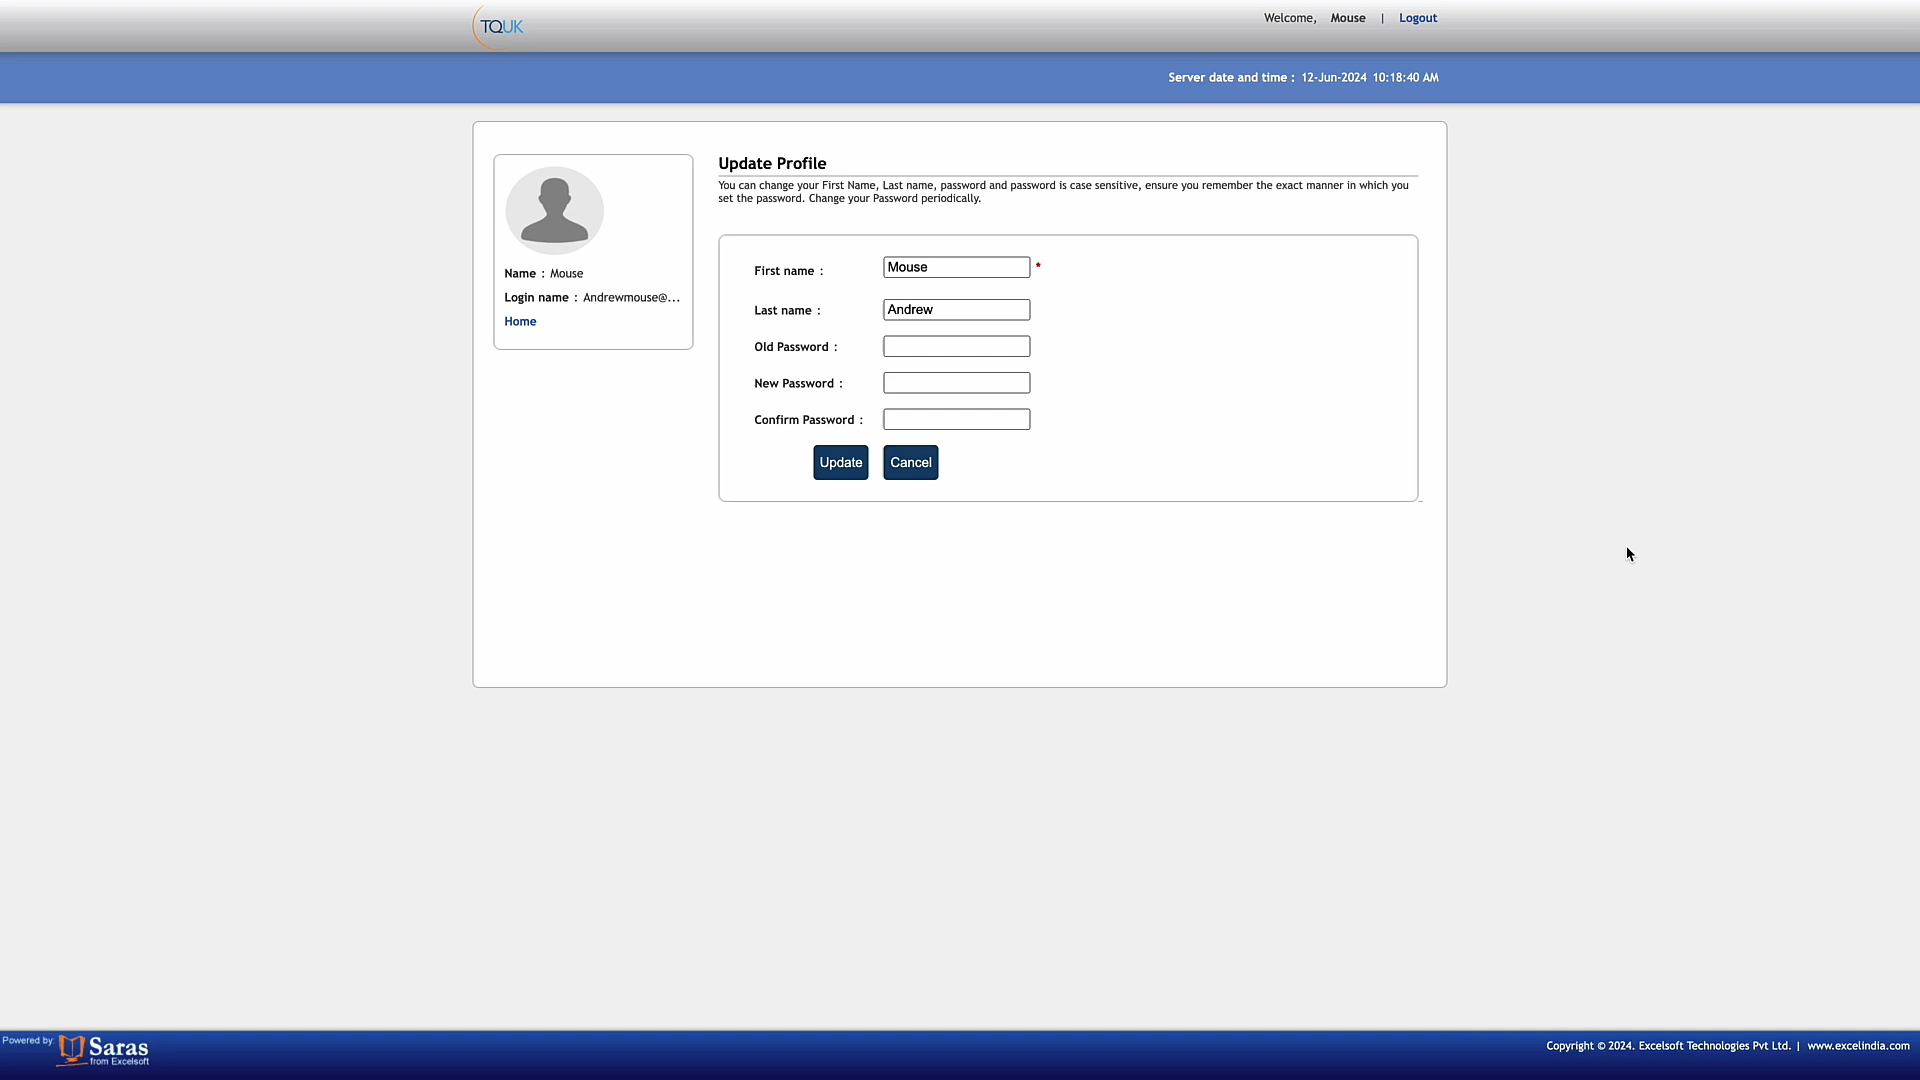 TQUK
Welcome, Mouse | Logout
Server date and time : 12-Jun-2024 10:18:40 AM
Name : Mouse
Login name : Andrewmouse@...
Home
Update Profile
You can change your First Name, Last name, password and password is case sensitive, ensure you remember the exact manner in which you
set the password. Change your Password periodically.
First name : Mouse *
Last name : Andrew
Old Password :
New Password :
Confirm Password :
Update Cancel
Powered by: Saras
from Excelsoft
Copyright © 2024. Excelsoft Technologies Pvt Ltd. | www.excelindia.com